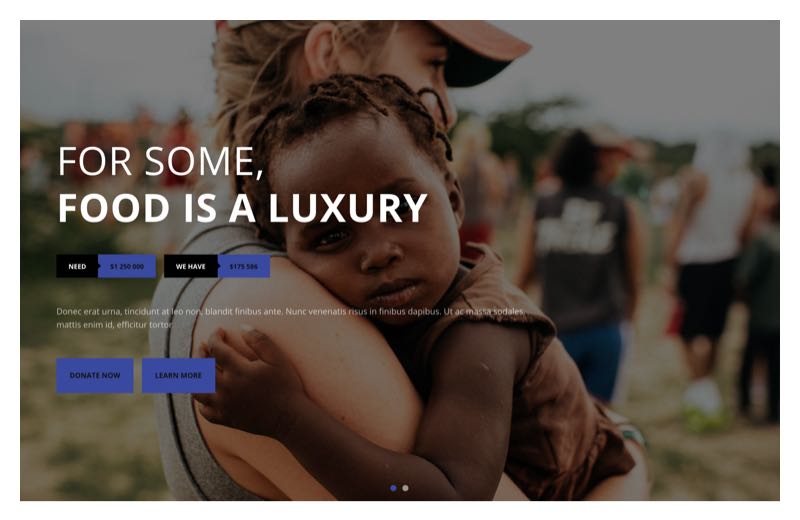 FOR SOME,
FOOD IS A LUXURY
NEED $1 250 000 WE HAVE $175 586
Donec erat urna, tincidunt at leo non, blandit finibus ante. Nunc venenatis risus in finibus dapibus. Ut ac massa sodales,
mattis enim id, efficitur tortor
DONATE NOW LEARN MORE